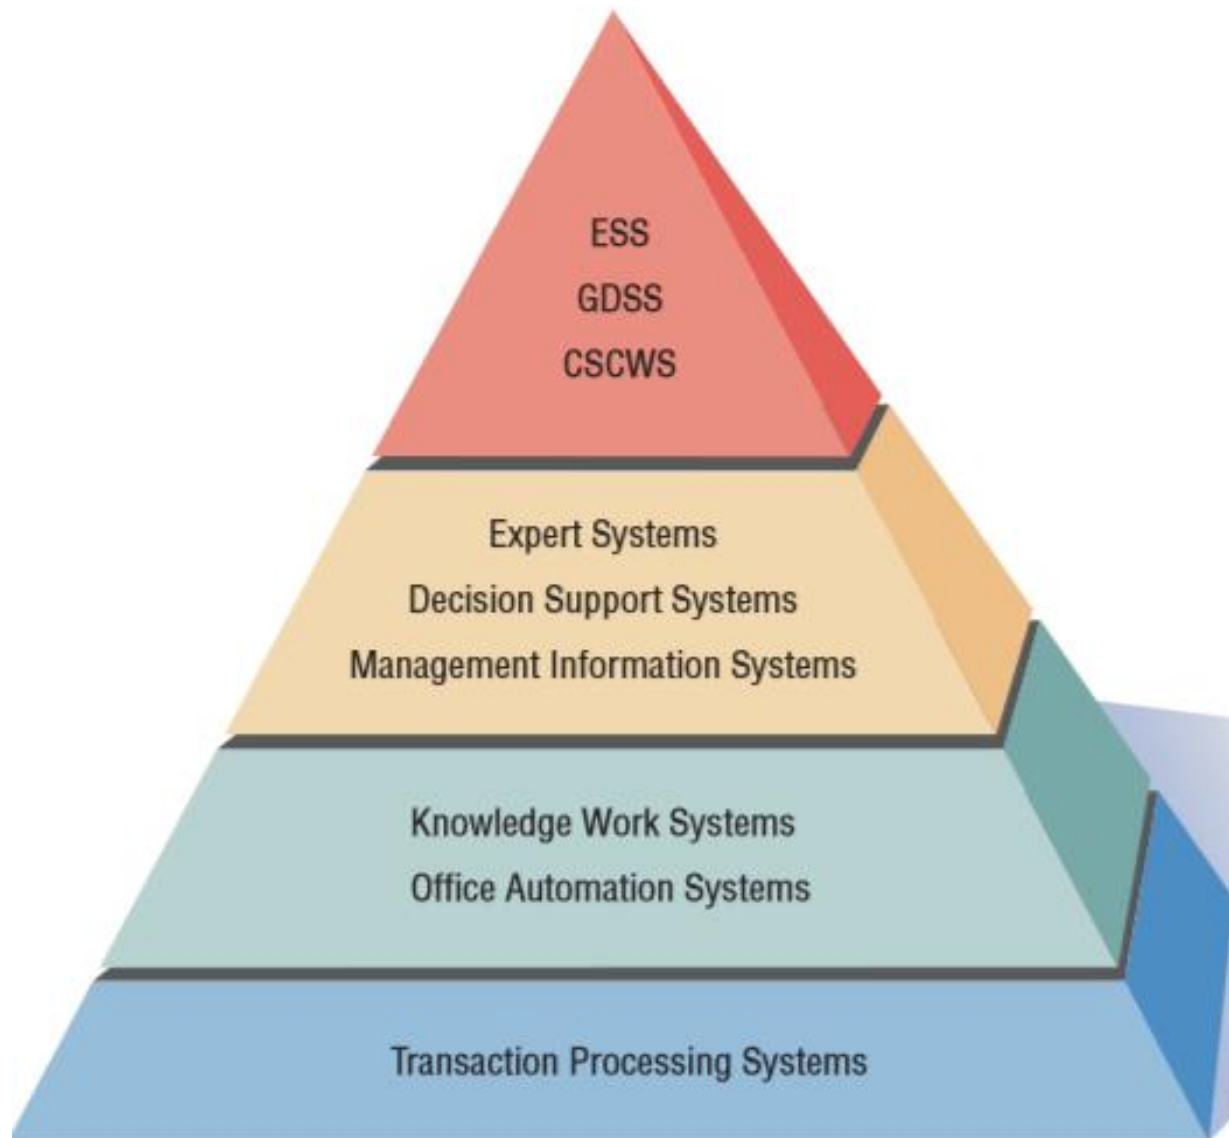 ESS
GDSS
CSCWS
Expert Systems
Decision Support Systems
Management Information Systems
Knowledge Work Systems
Office Automation Systems
Transaction Processing Systems